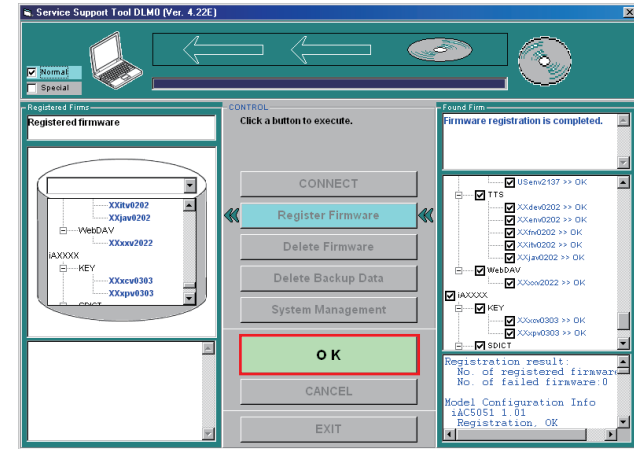 Service Support Tool DLM0 (Ver. 4.22E)
Normal
Special
Registered Firms
Registered firmware
XXitv0202
XXjav0202
WebDAV
XXxxv2022
iAXXXX
KEY
XXxcv0303
XXxpv0303
SDICT
CONTROL
Click a button to execute.
CONNECT
Register Firmware
Delete Firmware
Delete Backup Data
System Management
O K
CANCEL
EXIT
Found Firm
Firmware registration is completed.
USenv2137 >> OK
TTS
XXdev0202 >> OK
XXenv0202 >> OK
XXfrv0202 >> OK
XXitv0202 >> OK
XXjav0202 >> OK
WebDAV
XXxxv2022 >> OK
iAXXXX
KEY
XXxcv0303 >> OK
XXxpv0303 >> OK
SDICT
Registration result:
No. of registered firmware
No. of failed firmware:0
Model Configuration Info
iAC5051 1.01
Registration, OK